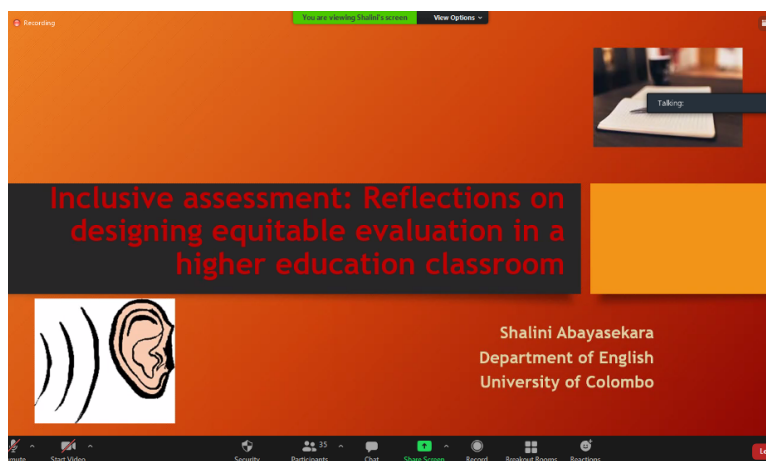 Recording
You are viewing Shalini's screen
View Options
Talking:
Inclusive assessment: Reflections on
designing equitable evaluation in a
higher education classroom
Shalini Abayasekara
Department of English
University of Colombo
35
Start Video
Security
Participants
Chat
Share Screen
Record
Breakout Rooms
Reactions